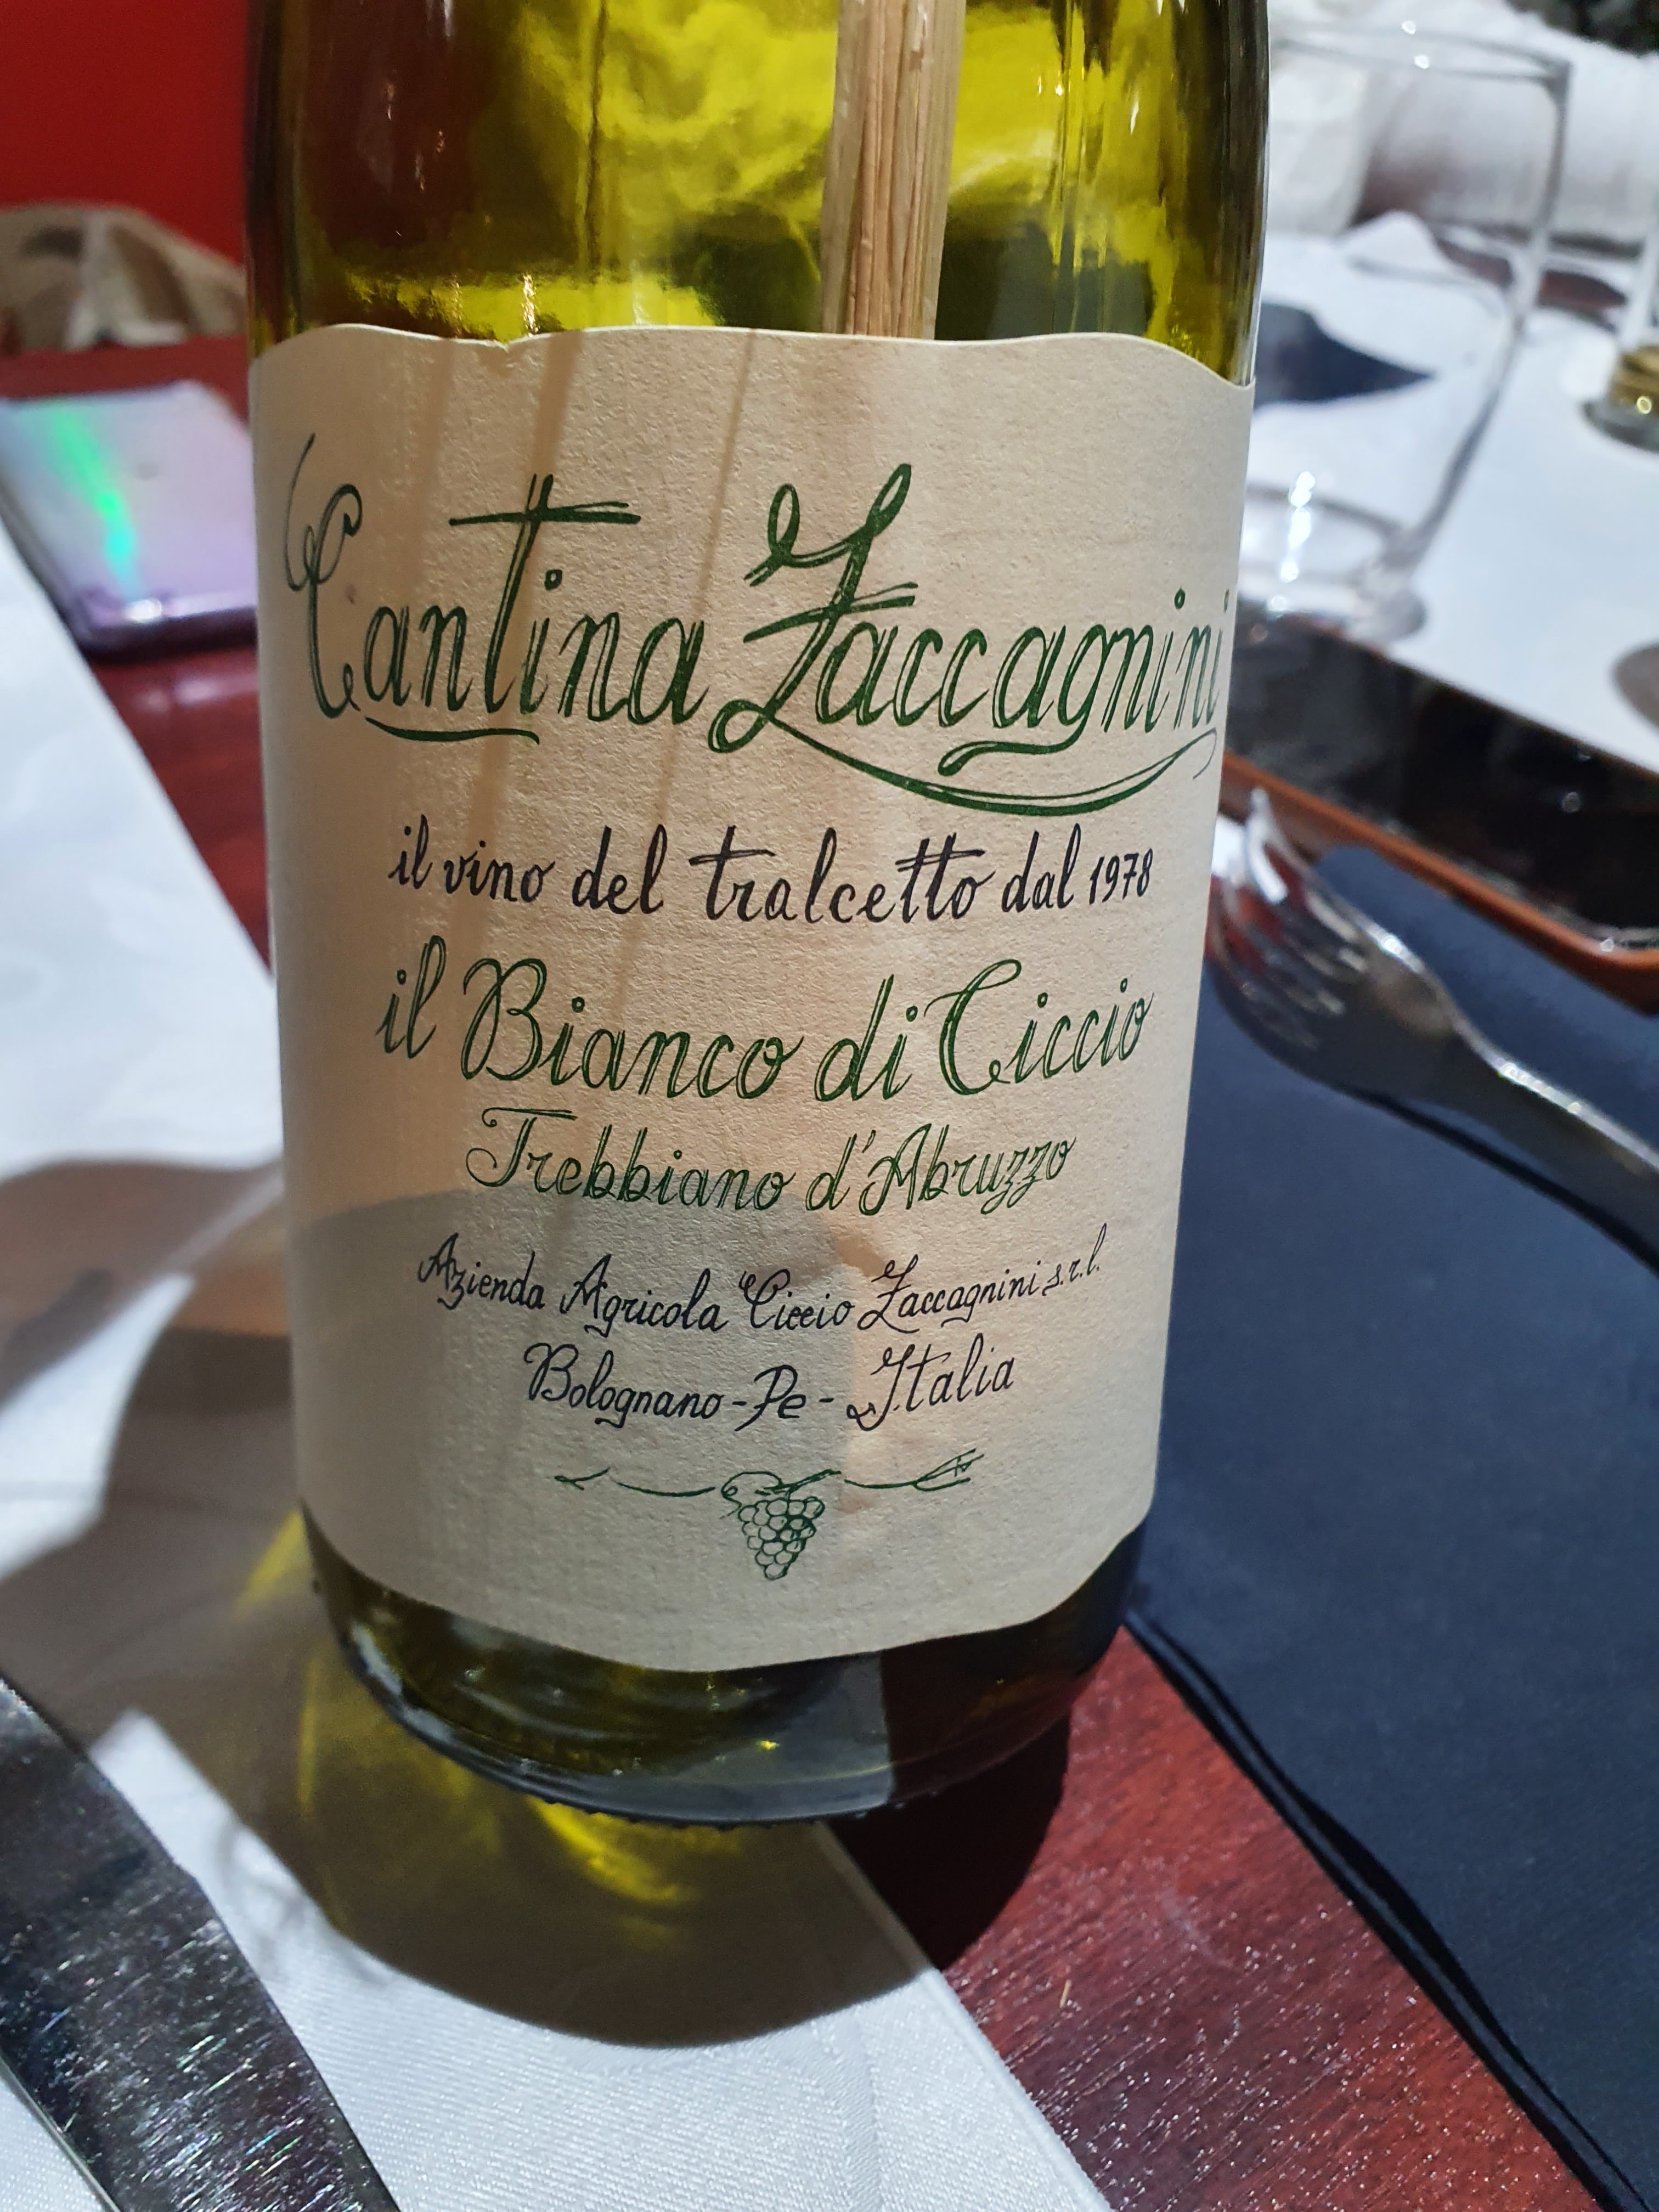 Cantina Zaccagnini
il vino del tralcetto dal 1978
il Bianco di Ciccio
Trebbiano d'Abruzzo
Azienda Agricola Ciccio Zaccagnini s.r.l.
Bolognano - Pe - Italia